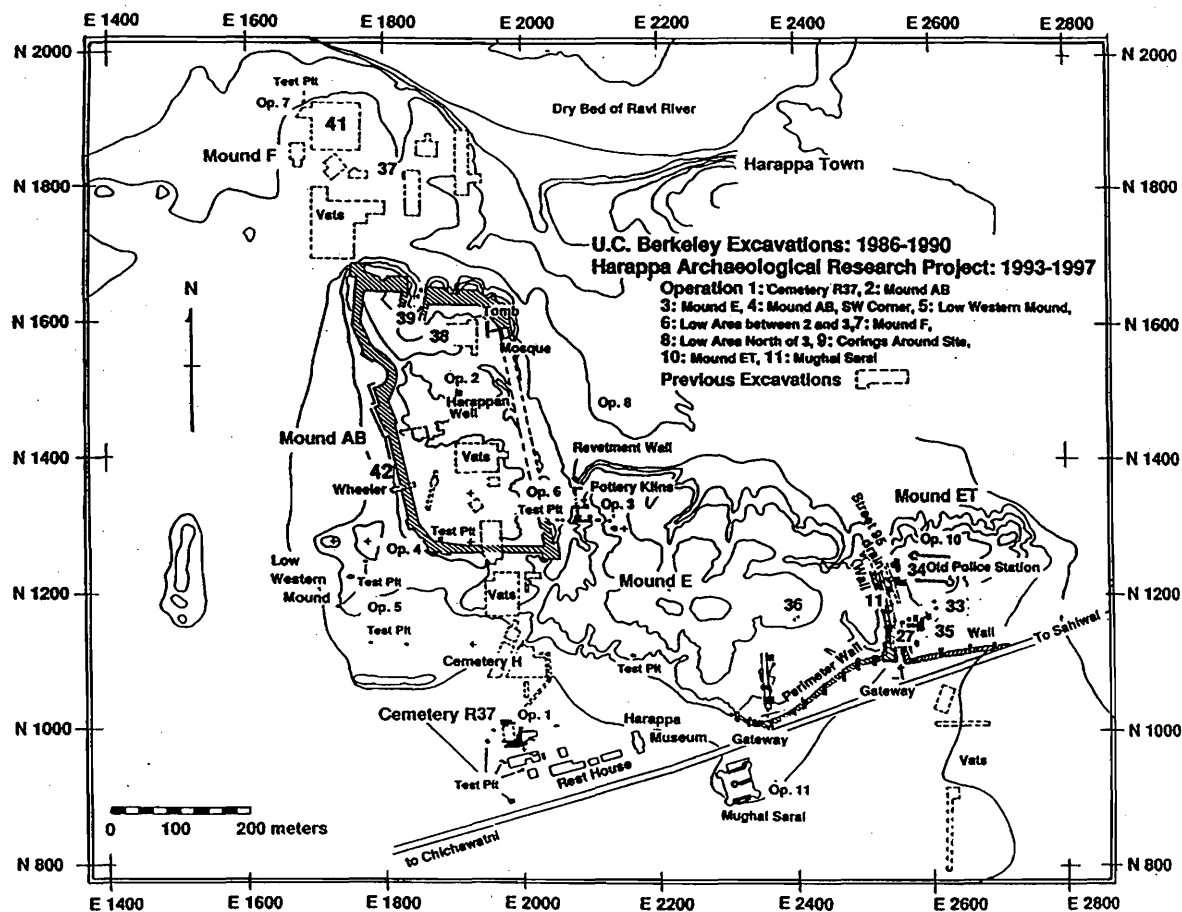 E 1400
E 1600
E 1800
E 2000
E 2200
E 2400
E 2600
E 2800
N 2000
N 2000
Test Pit
Op. 7
41
Dry Bed of Ravi River
Mound F
37
Harappa Town
N 1800
N 1800
Vats
U.C. Berkeley Excavations: 1986-1990
Harappa Archaeological Research Project: 1993-1997
N
Operation 1: Cemetery R37, 2: Mound AB
3: Mound E, 4: Mound AB, SW Corner, 5: Low Western Mound,
6: Low Area between 2 and 3, 7: Mound F,
8: Low Area North of 3, 9: Corings Around Site,
10: Mound ET, 11: Mughal Sarai
Previous Excavations
N 1600
N 1600
39
Tomb
38
Mosque
Op. 2
Harappan
Well
Op. 8
Mound AB
Revetment Wall
N 1400
N 1400
Vats
42
Wheeler
Pottery Kilns
Mound ET
Op. 6
Test Pit
Op. 3
Street
drain
Wall
Op. 10
Test Pit
Op. 4
Low
Western
Mound
Test Pit
Old Police Station
34
Mound E
Op. 5
Vats
36
11
33
N 1200
N 1200
Test Pit
27
35
Wall
To Sahiwal
Cemetery H
Test Pit
Perimeter Wall
Gateway
Cemetery R37
Op. 1
Harappa
Museum
Gateway
N 1000
N 1000
Vats
Test Pit
Rest House
Op. 11
Mughal Sarai
0 100 200 meters
to Chichawatni
N 800
N 800
E 1400
E 1600
E 1800
E 2000
E 2200
E 2400
E 2600
E 2800